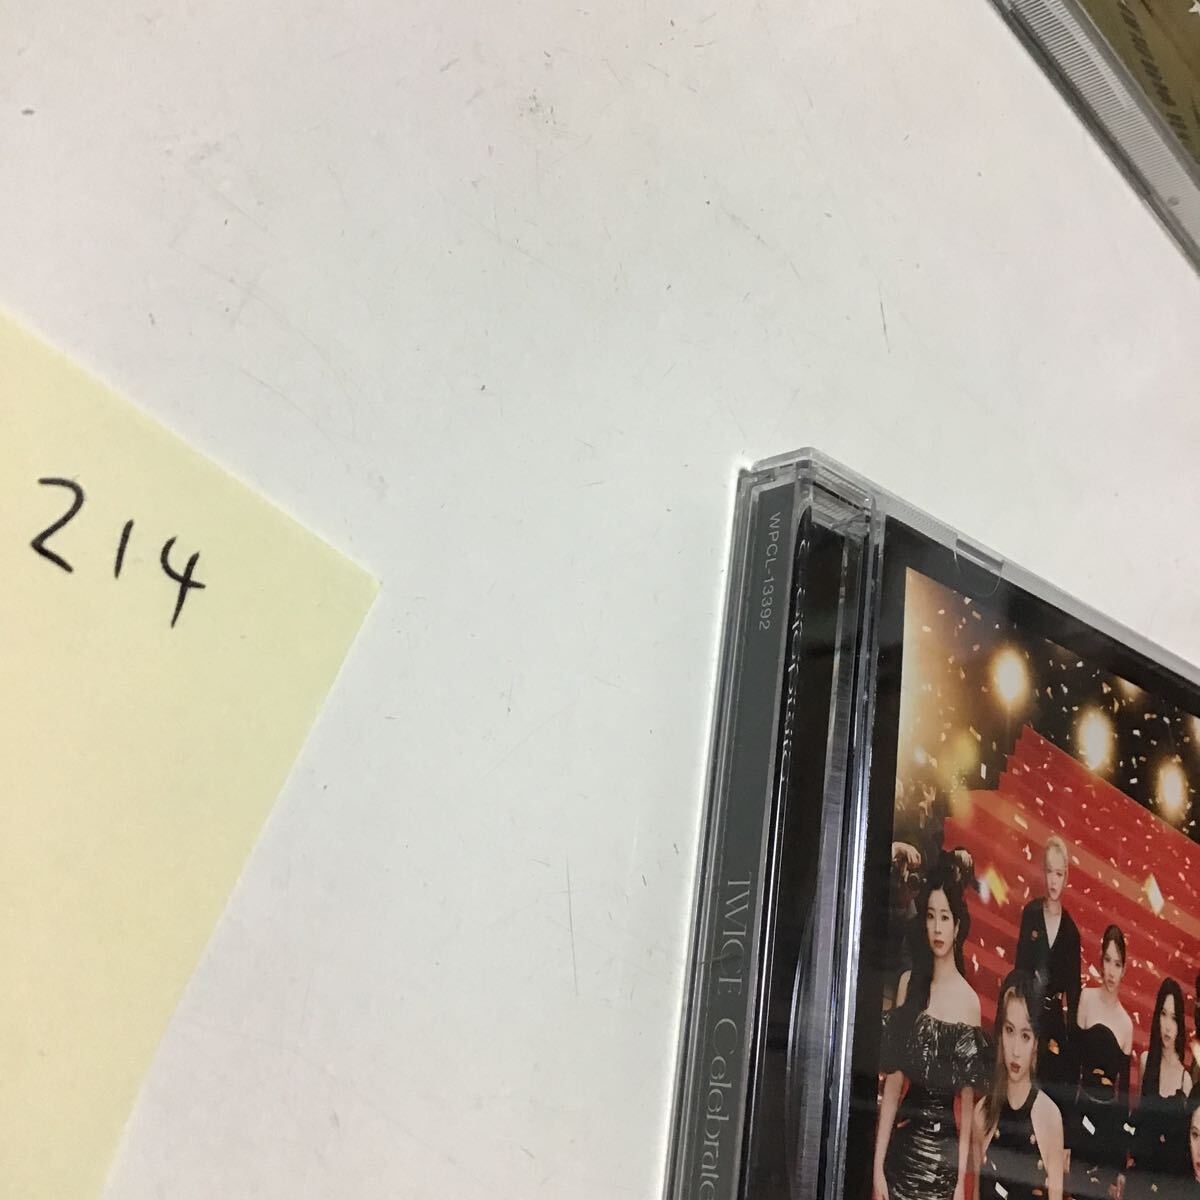 214
WPCL-13392
TWICE Celebrate